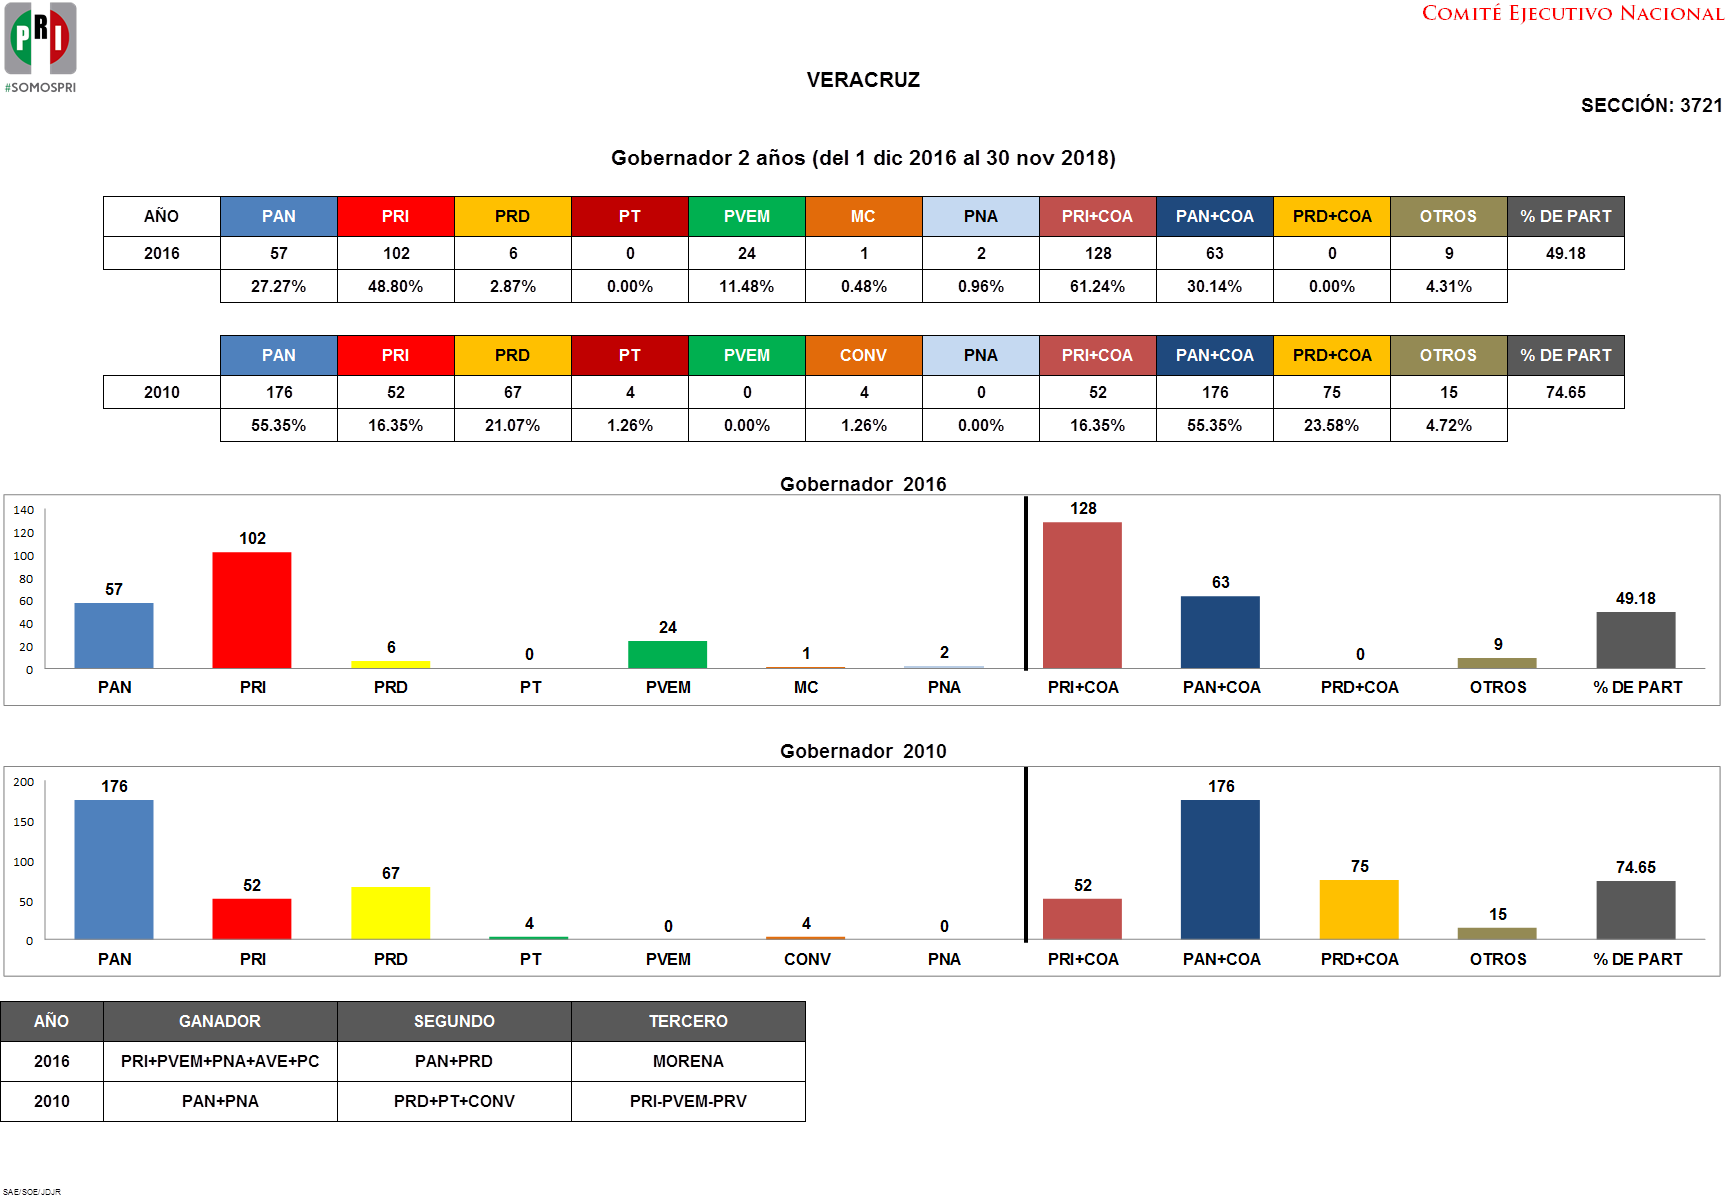 PRI
#SOMOSPRI
COMITÉ EJECUTIVO NACIONAL
VERACRUZ
SECCIÓN: 3721
Gobernador 2 años (del 1 dic 2016 al 30 nov 2018)
AÑO PAN PRI PRD PT PVEM MC PNA PRI+COA PAN+COA PRD+COA OTROS % DE PART
2016 57 102 6 0 24 1 2 128 63 0 9 49.18
27.27% 48.80% 2.87% 0.00% 11.48% 0.48% 0.96% 61.24% 30.14% 0.00% 4.31%
PAN PRI PRD PT PVEM CONV PNA PRI+COA PAN+COA PRD+COA OTROS % DE PART
2010 176 52 67 4 0 4 0 52 176 75 15 74.65
55.35% 16.35% 21.07% 1.26% 0.00% 1.26% 0.00% 16.35% 55.35% 23.58% 4.72%
Gobernador 2016
140
120
100
80
60
40
20
0
57 102 6 0 24 1 2 128 63 0 9 49.18
PAN PRI PRD PT PVEM MC PNA PRI+COA PAN+COA PRD+COA OTROS % DE PART
Gobernador 2010
200
150
100
50
0
176 52 67 4 0 4 0 52 176 75 15 74.65
PAN PRI PRD PT PVEM CONV PNA PRI+COA PAN+COA PRD+COA OTROS % DE PART
AÑO GANADOR SEGUNDO TERCERO
2016 PRI+PVEM+PNA+AVE+PC PAN+PRD MORENA
2010 PAN+PNA PRD+PT+CONV PRI-PVEM-PRV
SAE/SOE/JDJR